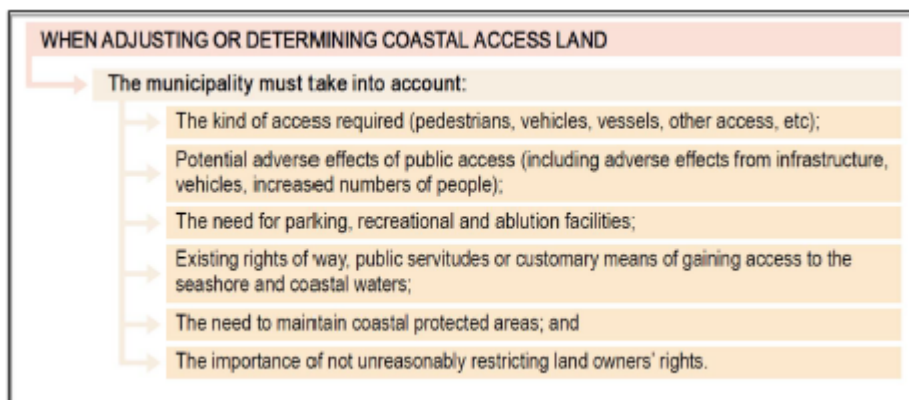 WHEN ADJUSTING OR DETERMINING COASTAL ACCESS LAND
The municipality must take into account:
The kind of access required (pedestrians, vehicles, vessels, other access, etc);
Potential adverse effects of public access (including adverse effects from infrastructure,
vehicles, increased numbers of people);
The need for parking, recreational and ablution facilities;
Existing rights of way, public servitudes or customary means of gaining access to the
seashore and coastal waters;
The need to maintain coastal protected areas; and
The importance of not unreasonably restricting land owners' rights.